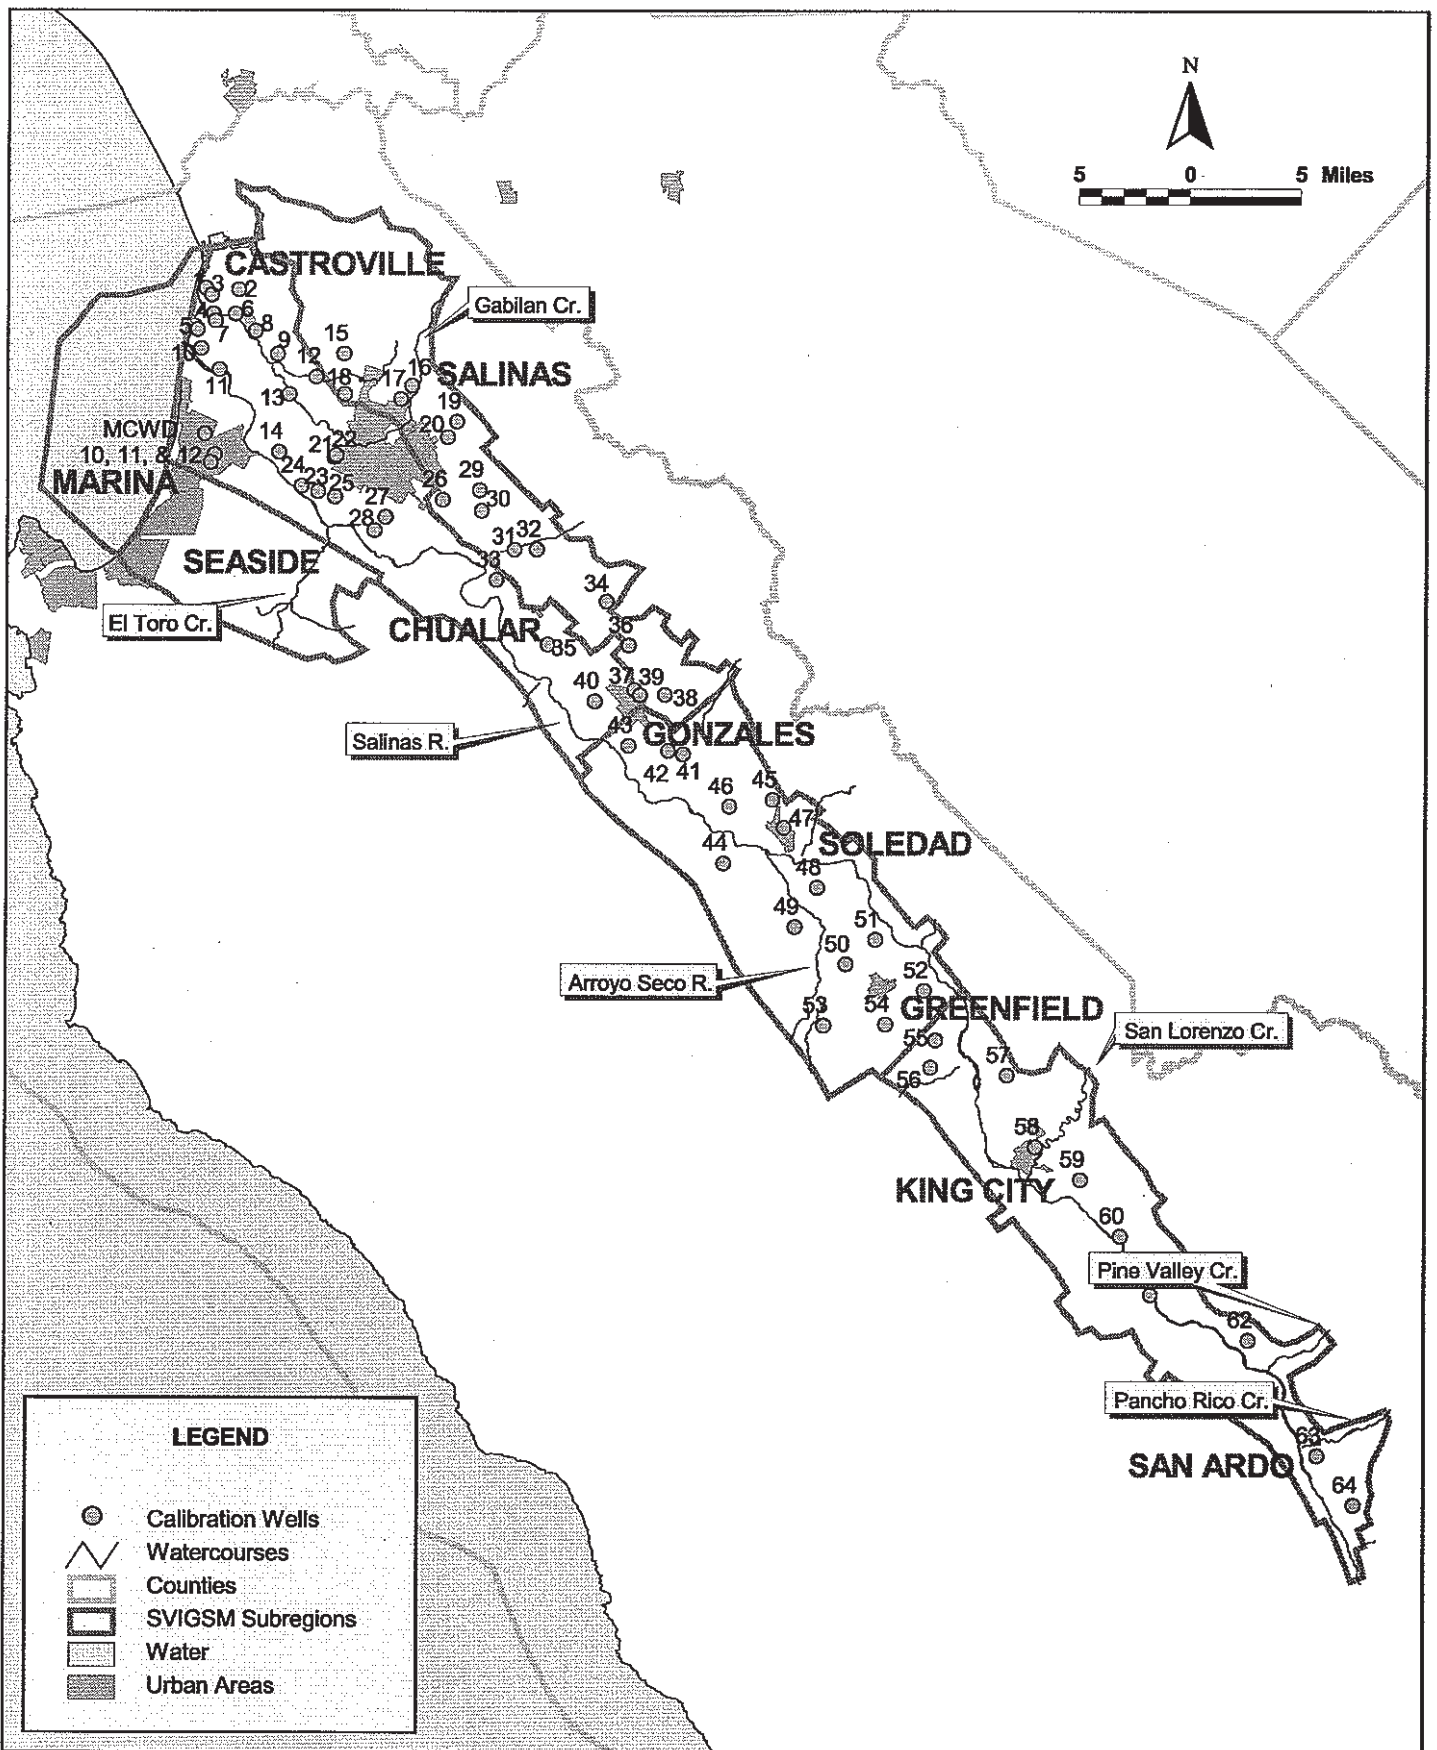 N
5 0 5 Miles
CASTROVILLE
3 2
4 6
5 7 8
Gabilan Cr.
10 9 15
12
11 16
SALINAS
18 17
13
19
20
MCWD 14 21 22
10, 11, & 12
MARINA
24 23 25 26 29
27 30
28
SEASIDE
31 32
33
34
El Toro Cr.
CHUALAR
35 36
37 39
40 38
Salinas R.
43
GONZALES
42 41
46 45
47
SOLEDAD
44
48
49 51
50
Arroyo Seco R.
52
53 54
GREENFIELD
San Lorenzo Cr.
55
57
56
58
59
KING CITY
60
Pine Valley Cr.
62
Pancho Rico Cr.
63
SAN ARDO
64
LEGEND
Calibration Wells
Watercourses
Counties
SVIGSM Subregions
Water
Urban Areas